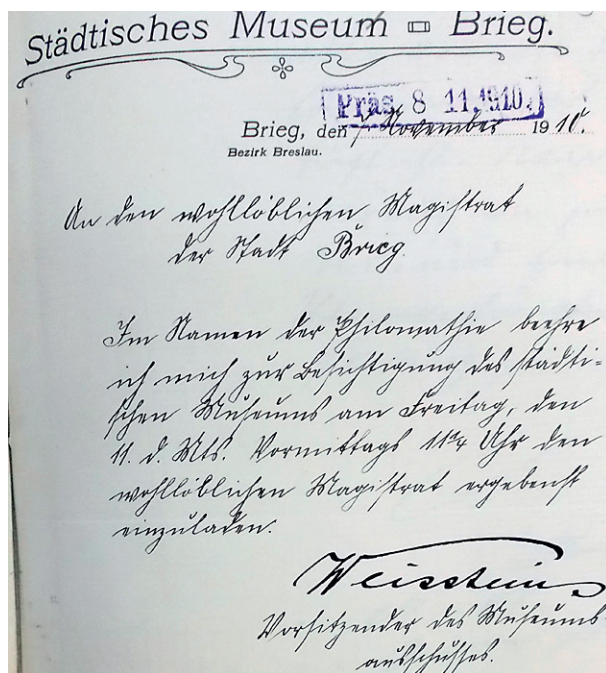 Städtisches Museum Brieg.
Präs. 8 11.1910.
Brieg, den 7. November 1910.
Bezirk Breslau.
An den wohllöblichen Magistrat
der Stadt Brieg.
Im Namen der Philomathie beehre
ich mich zur Besichtigung des städti-
schen Museums am Freitag, den
11. d. Mts. Vormittags Uhr den
wohllöblichen Magistrat ergebenst
einzuladen.
Weisstein
Vorsitzender des Museums-
ausschusses.